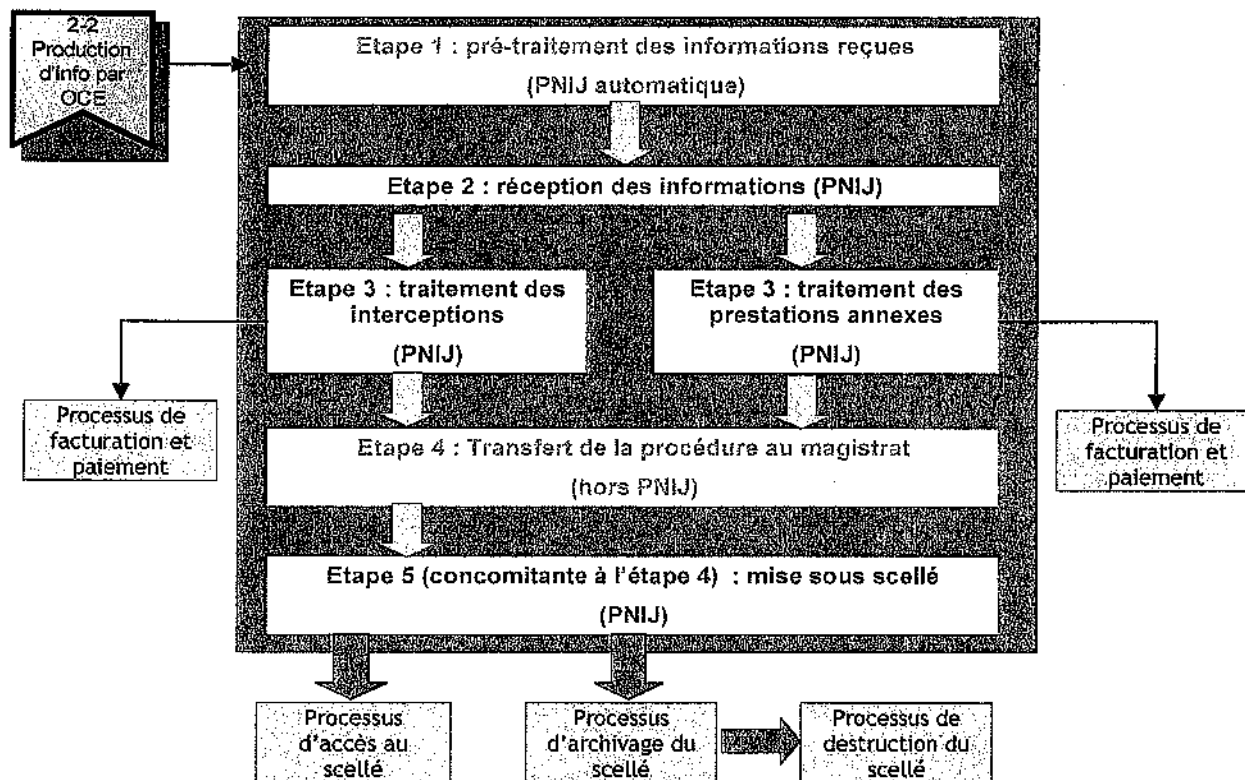 2.2
Production
d'info par
OCE
Etape 1 : pré-traitement des informations reçues
(PNIJ automatique)
Etape 2 : réception des informations (PNIJ)
Etape 3 : traitement des
interceptions
(PNIJ)
Etape 3 : traitement des
prestations annexes
(PNIJ)
Processus de
facturation et
paiement
Etape 4 : Transfert de la procédure au magistrat
(hors PNIJ)
Processus de
facturation et
paiement
Etape 5 (concomitante à l'étape 4) : mise sous scellé
(PNIJ)
Processus
d'accès au
scellé
Processus
d'archivage du
scellé
Processus de
destruction du
scellé